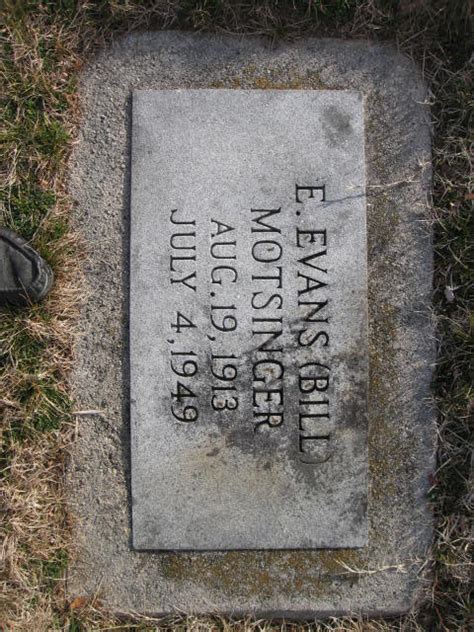 E. EVANS (BILL)
MOTSINGER
AUG. 19, 1913
JULY 4, 1949